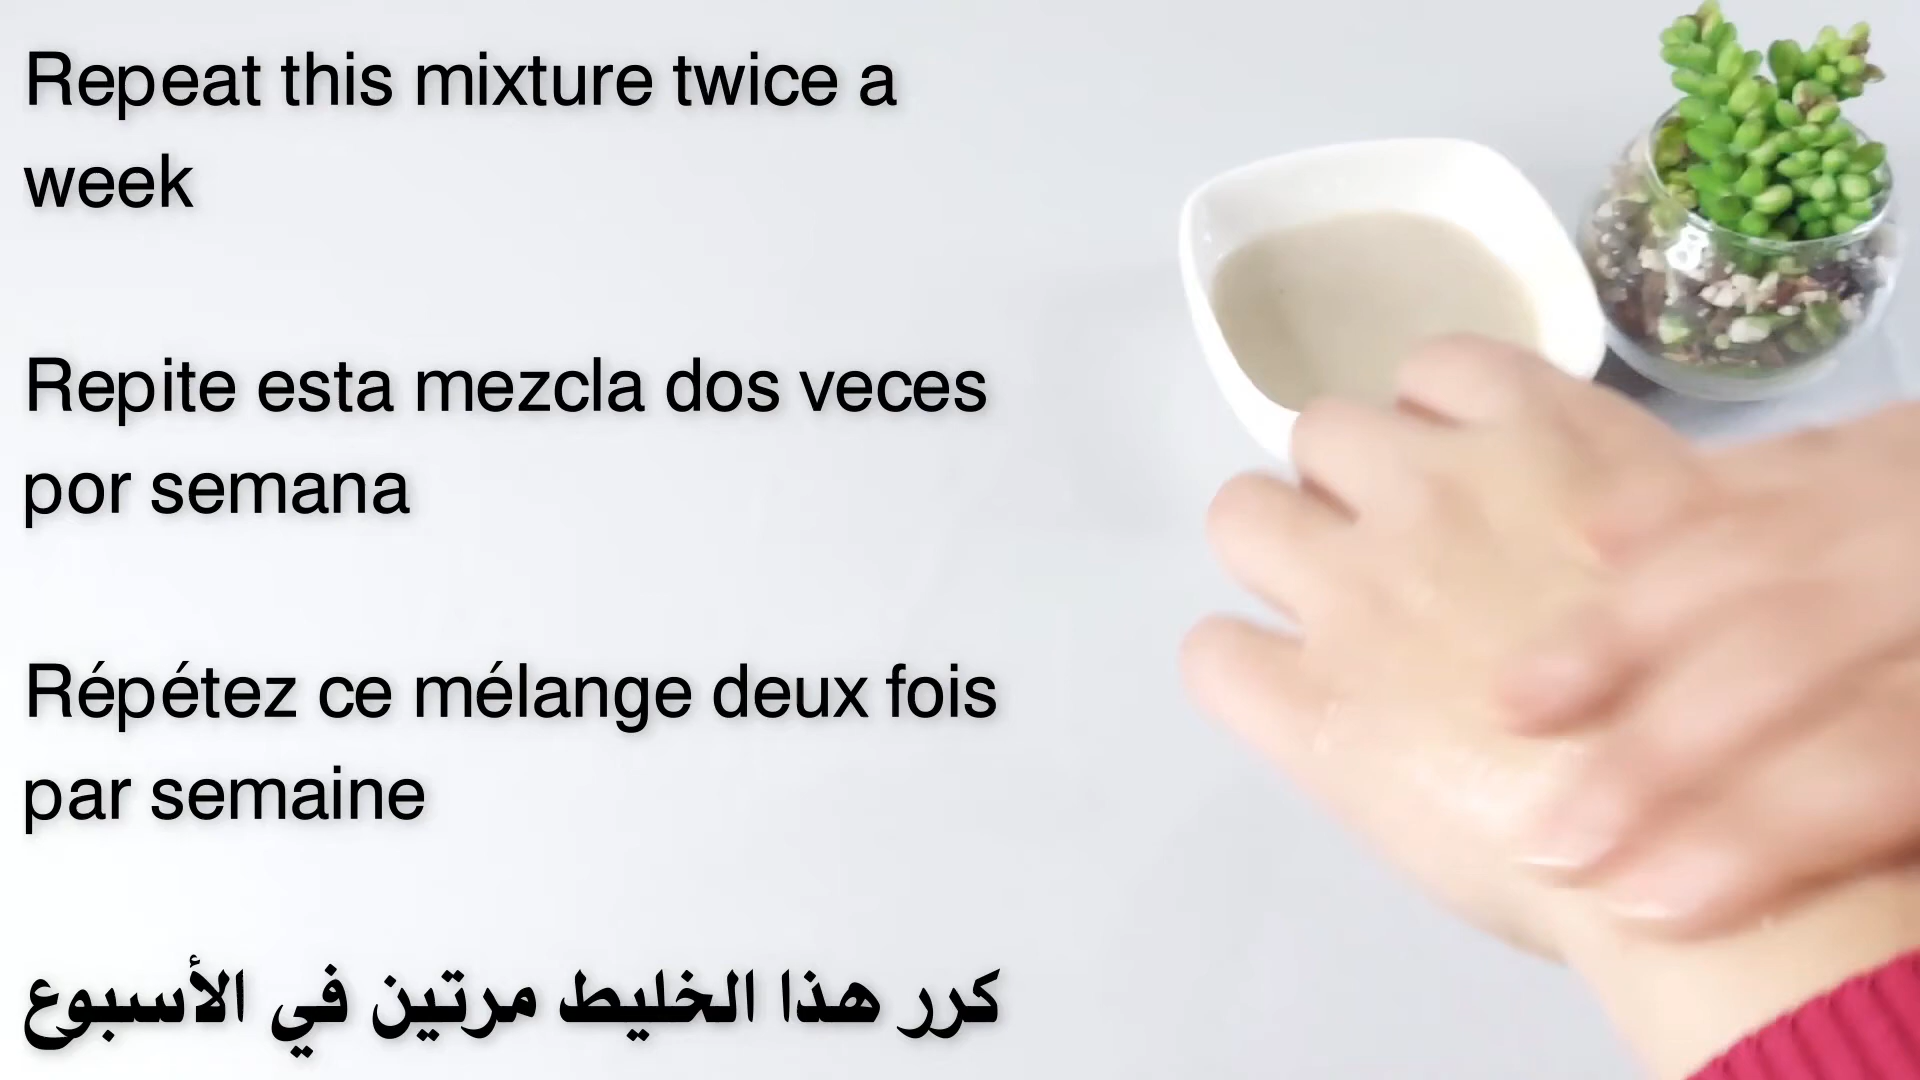 Repeat this mixture twice a
week
Repite esta mezcla dos veces
por semana
Répétez ce mélange deux fois
par semaine
كرر هذا الخليط مرتين في الأسبوع